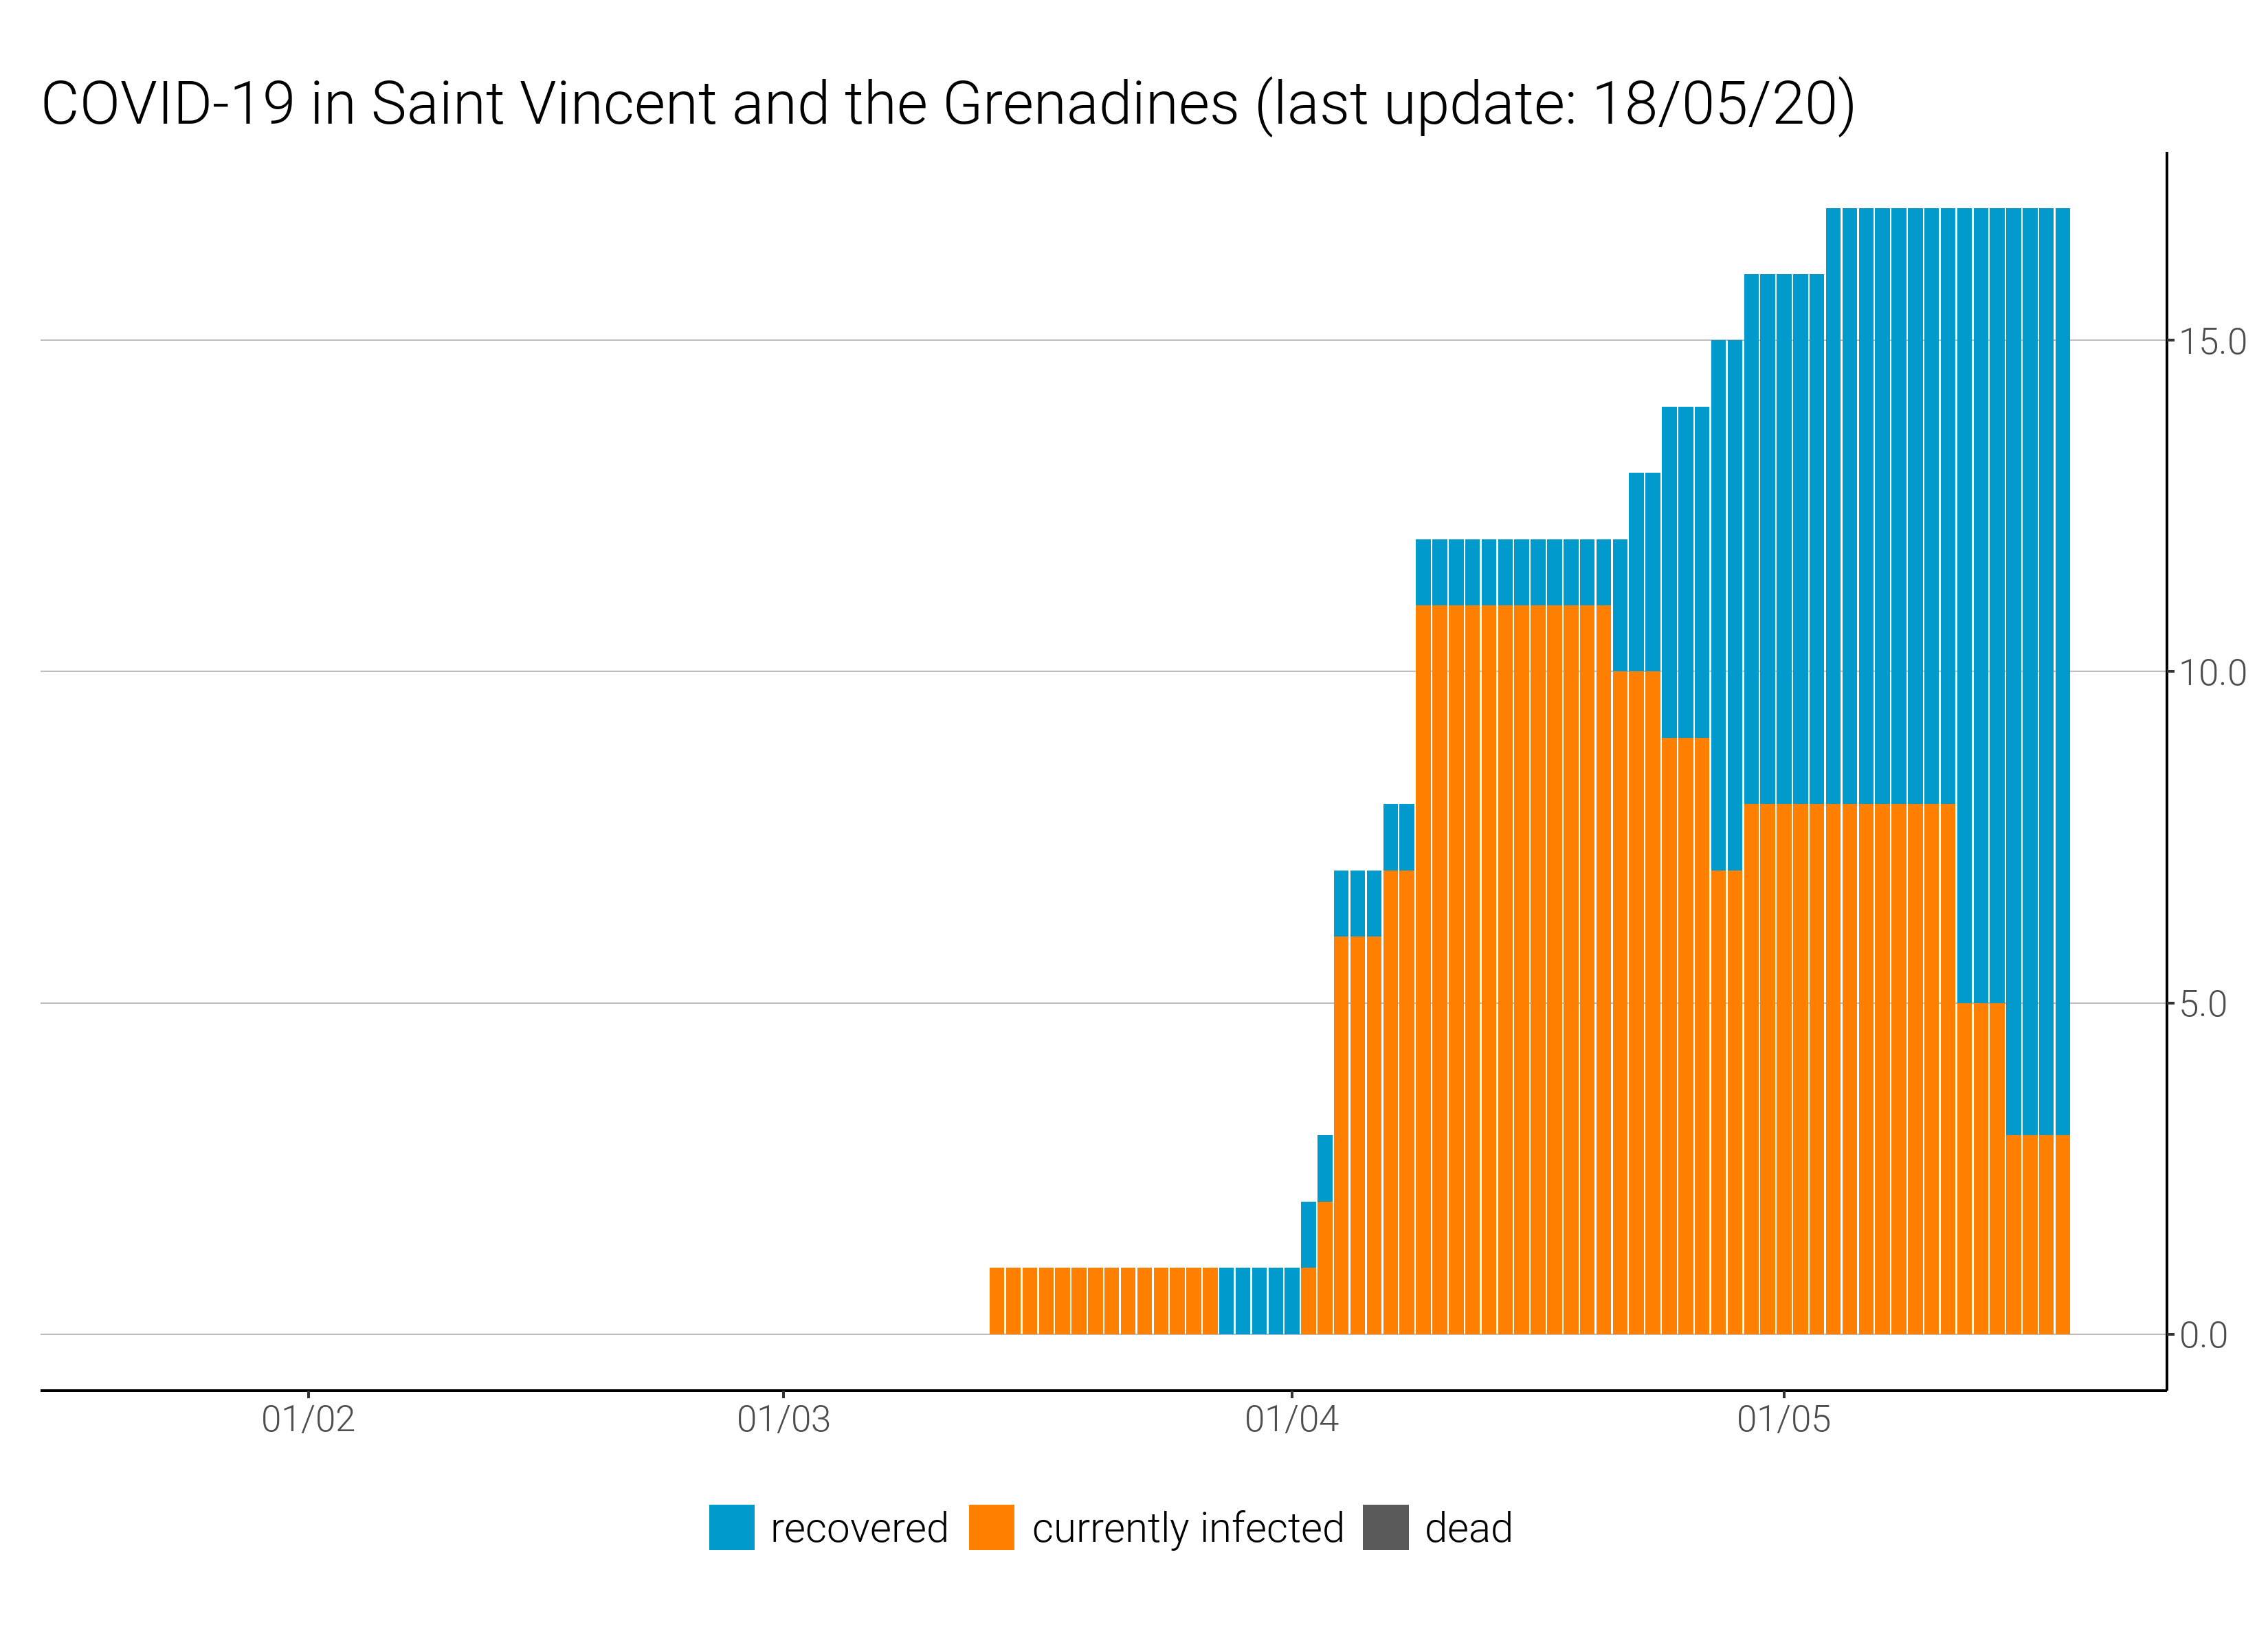 COVID-19 in Saint Vincent and the Grenadines (last update: 18/05/20)
15.0
10.0
5.0
0.0
01/02 01/03 01/04 01/05
recovered currently infected dead